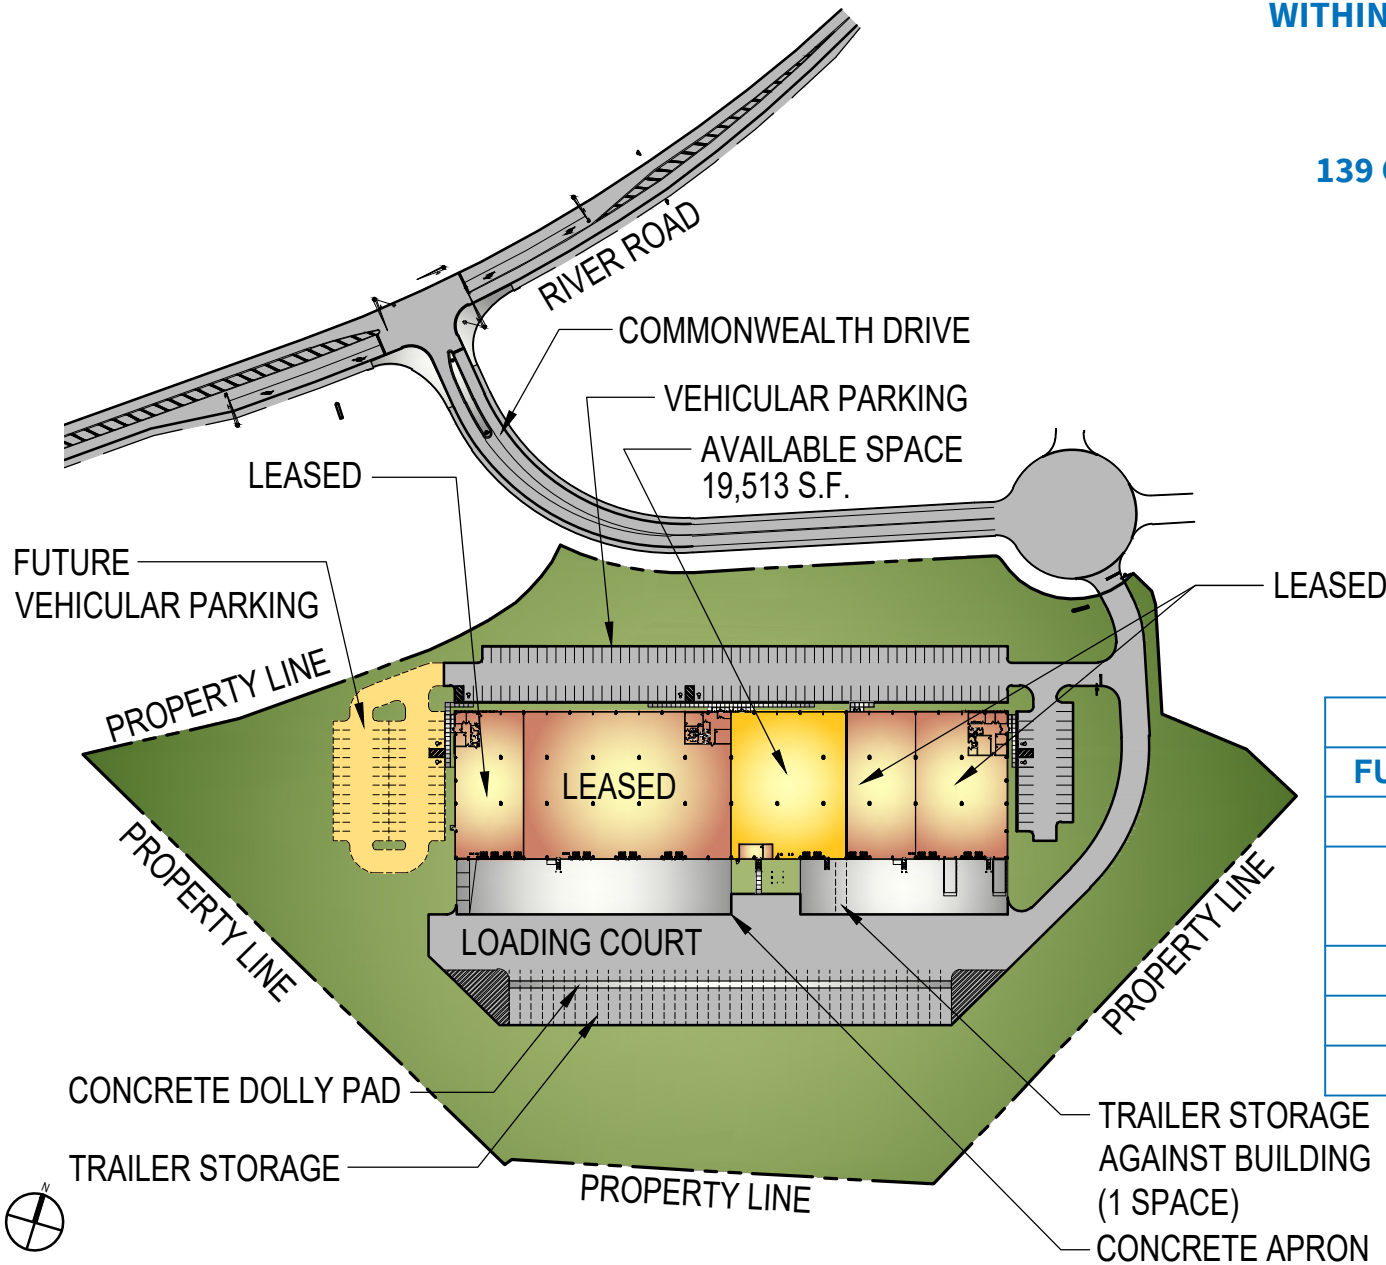 WITHIN
139
RIVER ROAD
COMMONWEALTH DRIVE
VEHICULAR PARKING
AVAILABLE SPACE
19,513 S.F.
LEASED
FUTURE
VEHICULAR PARKING
LEASED
PROPERTY LINE
LEASED
FU
PROPERTY LINE
PROPERTY LINE
LOADING COURT
CONCRETE DOLLY PAD
TRAILER STORAGE
AGAINST BUILDING
(1 SPACE)
TRAILER STORAGE
PROPERTY LINE
CONCRETE APRON
N